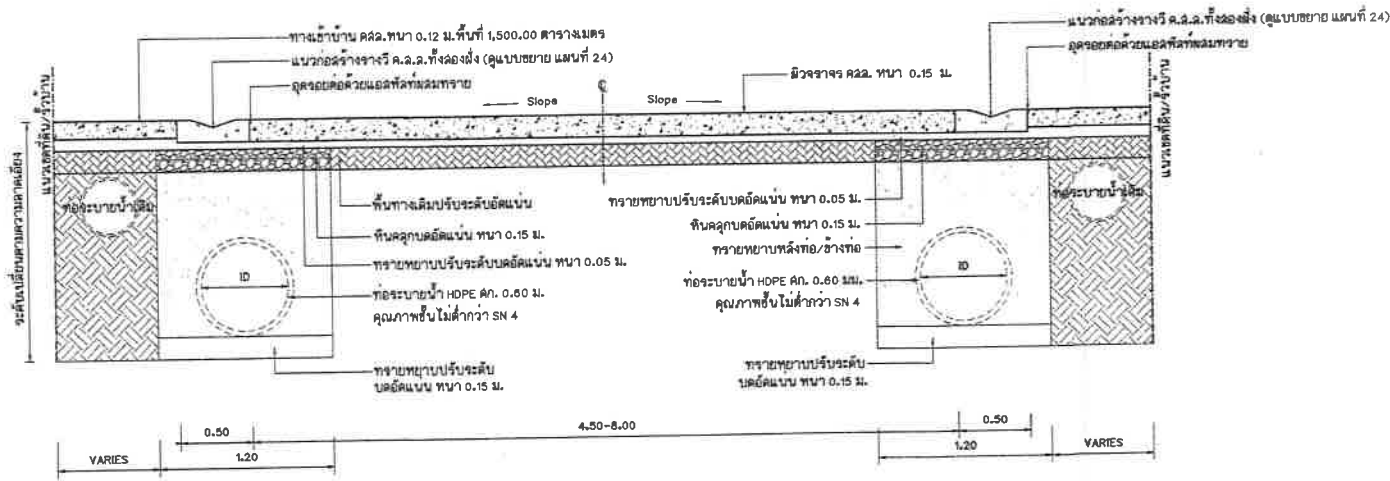 ทางเข้าบ้าน คสล.หนา 0.12 ม.พื้นที่ 1,500.00 ตารางเมตร
แนวก่อสร้างรางวี ค.ส.ล.ทั้งสองฝั่ง (ดูแบบขยาย แผ่นที่ 24)
อุดรอยต่อด้วยแอสฟัลท์ผสมทราย
แนวก่อสร้างรางวี ค.ส.ล.ทั้งสองฝั่ง (ดูแบบขยาย แผ่นที่ 24)
อุดรอยต่อด้วยแอสฟัลท์ผสมทราย
ผิวจราจร คสล. หนา 0.15 ม.
Slope
Slope
แนวเขตที่ดิน/รั้วบ้าน
แนวเขตที่ดิน/รั้วบ้าน
ระดับเปลี่ยนตามความลาดเอียง
ท่อระบายน้ำเดิม
ท่อระบายน้ำเดิม
พื้นทางเดิมปรับระดับอัดแน่น
หินคลุกบดอัดแน่น หนา 0.15 ม.
ทรายหยาบปรับระดับบดอัดแน่น หนา 0.05 ม.
ท่อระบายน้ำ HDPE ศก. 0.60 ม.
คุณภาพชั้นไม่ต่ำกว่า SN 4
ทรายหยาบปรับระดับ
บดอัดแน่น หนา 0.15 ม.
ทรายหยาบปรับระดับบดอัดแน่น หนา 0.05 ม.
หินคลุกบดอัดแน่น หนา 0.15 ม.
ทรายหยาบหลังท่อ/ข้างท่อ
ท่อระบายน้ำ HDPE ศก. 0.60 มม.
คุณภาพชั้นไม่ต่ำกว่า SN 4
ทรายหยาบปรับระดับ
บดอัดแน่น หนา 0.15 ม.
ID
ID
0.50
4.50-8.00
0.50
VARIES
1.20
1.20
VARIES